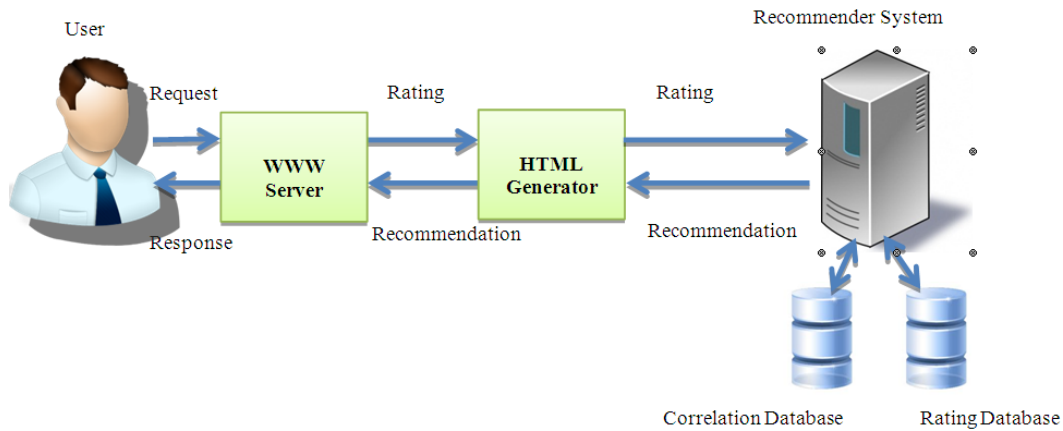 User
Recommender System
Request
Rating
Rating
WWW
Server
HTML
Generator
Response
Recommendation
Recommendation
Correlation Database
Rating Database